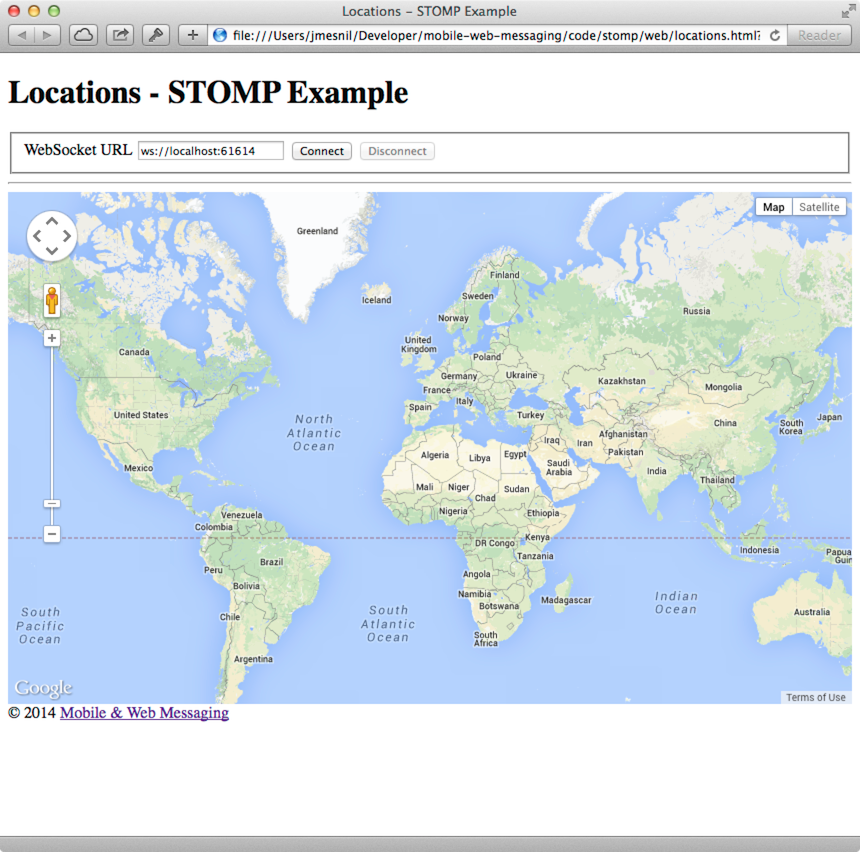 Locations – STOMP Example
file:///Users/jmesnil/Developer/mobile-web-messaging/code/stomp/web/locations.html?
Reader
Locations - STOMP Example
WebSocket URL ws://localhost:61614 Connect Disconnect
Map Satellite
Greenland
Finland
Iceland
Sweden
Russia
Norway
United
Kingdom
Canada
Poland
Germany
Ukraine
Kazakhstan
Mongolia
France
Italy
Spain
United States
Turkey
Japan
North
Atlantic
Ocean
China
South
Korea
Iraq
Iran
Afghanistan
Pakistan
Algeria
Libya
Egypt
Saudi
Arabia
Mexico
India
Thailand
Mali
Niger
Chad
Sudan
Nigeria
Ethiopia
Venezuela
Colombia
DR Congo
Kenya
Indonesia
Papua
Guin
Tanzania
Peru
Brazil
Bolivia
Angola
Namibia
Botswana
Madagascar
Indian
Ocean
Australia
South
Pacific
Ocean
South
Atlantic
Ocean
Chile
South
Africa
Argentina
Google
Terms of Use
© 2014 Mobile & Web Messaging